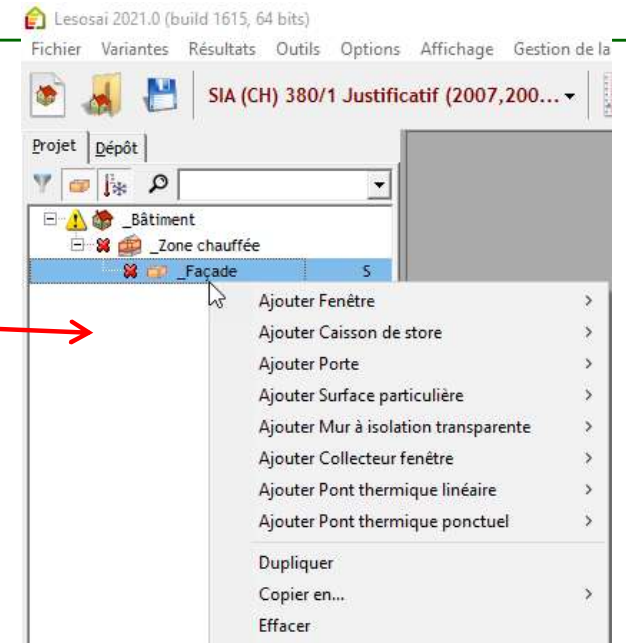 Lesosai 2021.0 (build 1615, 64 bits)
Fichier Variantes Résultats Outils Options Affichage Gestion de la
SIA (CH) 380/1 Justificatif (2007,200...
Projet Dépôt
_Bâtiment
_Zone chauffée
_Façade S
Ajouter Fenêtre
Ajouter Caisson de store
Ajouter Porte
Ajouter Surface particulière
Ajouter Mur à isolation transparente
Ajouter Collecteur fenêtre
Ajouter Pont thermique linéaire
Ajouter Pont thermique ponctuel
Dupliquer
Copier en...
Effacer